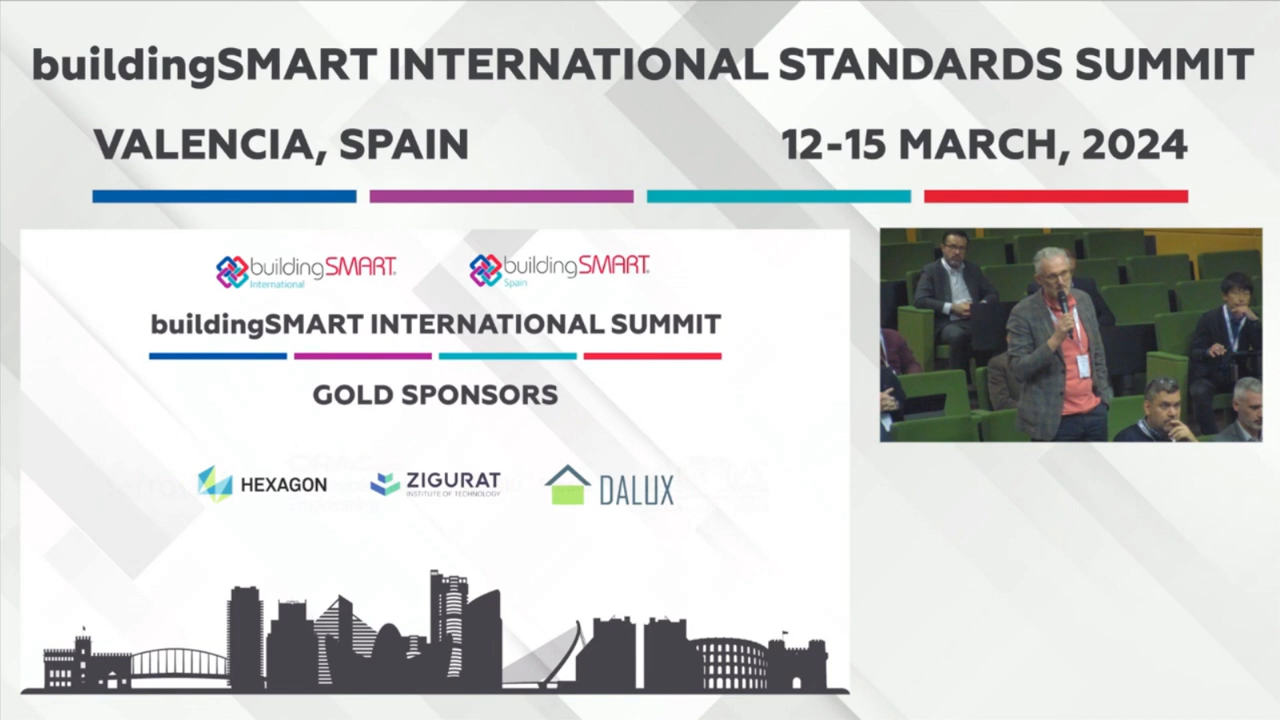 buildingSMART INTERNATIONAL STANDARDS SUMMIT
VALENCIA, SPAIN
12-15 MARCH, 2024
buildingSMART
International
buildingSMART
Spain
buildingSMART INTERNATIONAL SUMMIT
GOLD SPONSORS
HEXAGON
ZIGURAT
INSTITUTE OF TECHNOLOGY
DALUX